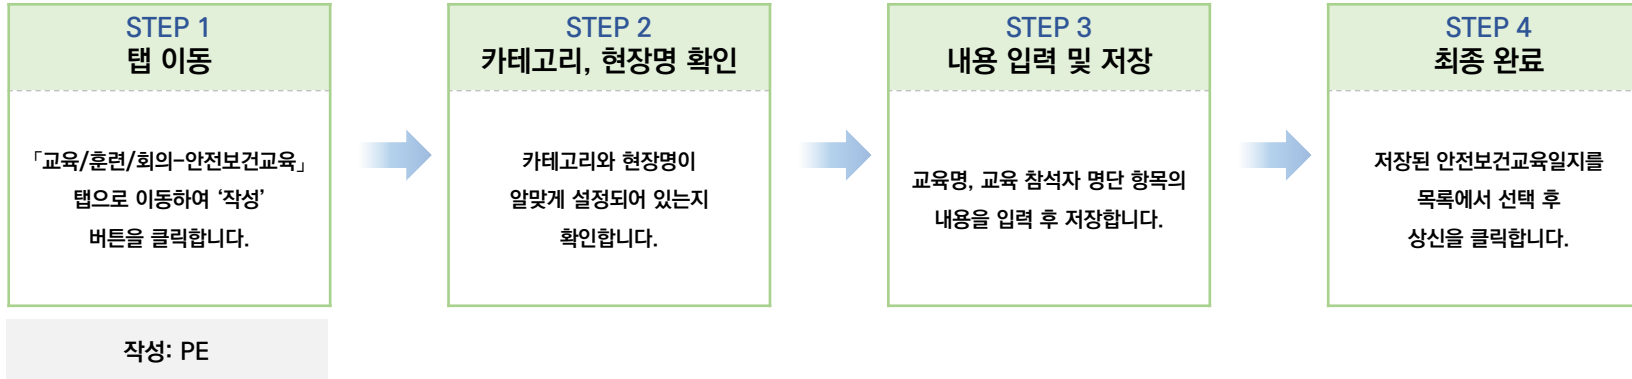 STEP 1
탭 이동
「교육/훈련/회의-안전보건교육」
탭으로 이동하여 ‘작성’
버튼을 클릭합니다.
작성: PE
STEP 2
카테고리, 현장명 확인
카테고리와 현장명이
알맞게 설정되어 있는지
확인합니다.
STEP 3
내용 입력 및 저장
교육명, 교육 참석자 명단 항목의
내용을 입력 후 저장합니다.
STEP 4
최종 완료
저장된 안전보건교육일지를
목록에서 선택 후
상신을 클릭합니다.